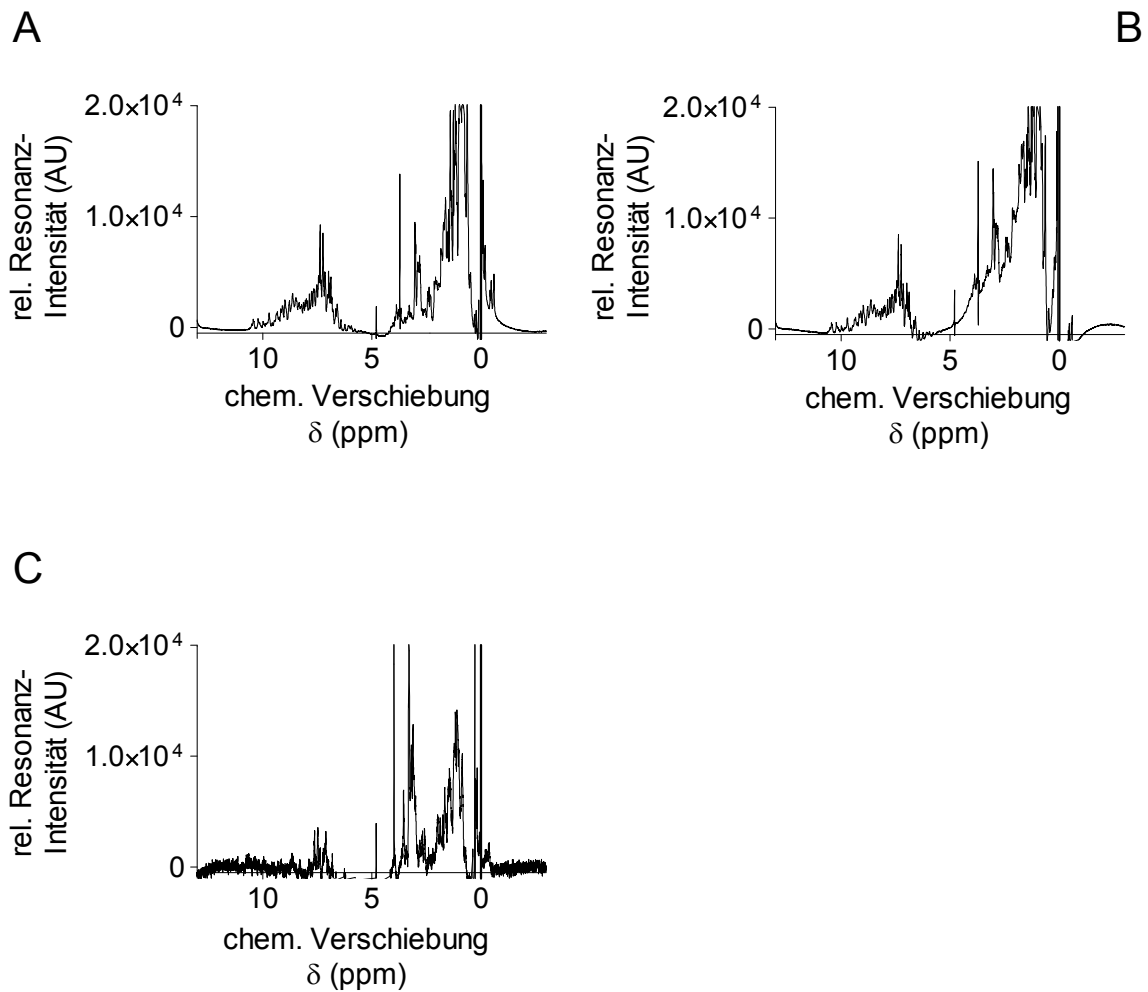 A
B
2.0×10⁴
1.0×10⁴
0
rel. Resonanz-
Intensität (AU)
10 5 0
chem. Verschiebung
δ (ppm)
2.0×10⁴
1.0×10⁴
0
rel. Resonanz-
Intensität (AU)
10 5 0
chem. Verschiebung
δ (ppm)
C
2.0×10⁴
1.0×10⁴
0
rel. Resonanz-
Intensität (AU)
10 5 0
chem. Verschiebung
δ (ppm)